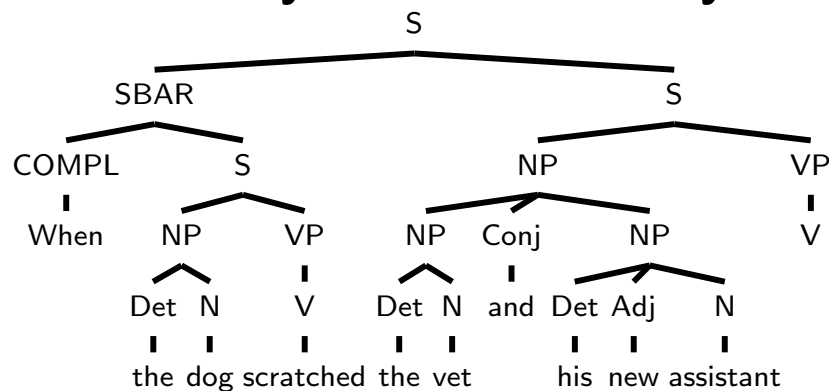 S
SBAR S
COMPL S NP VP
When NP VP NP Conj NP V
Det N V Det N and Det Adj N
the dog scratched the vet his new assistant